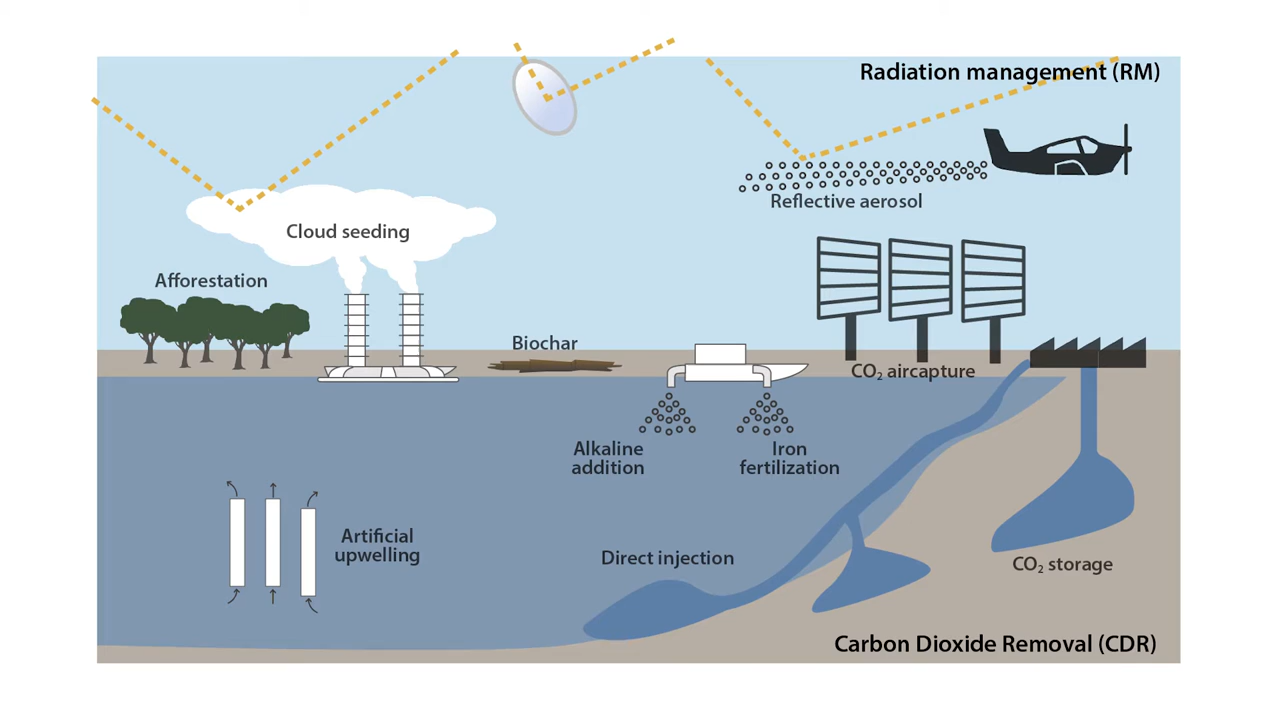 Radiation management (RM)
Reflective aerosol
Cloud seeding
Afforestation
Biochar
CO₂ aircapture
Alkaline
addition
Iron
fertilization
Artificial
upwelling
Direct injection
CO₂ storage
Carbon Dioxide Removal (CDR)